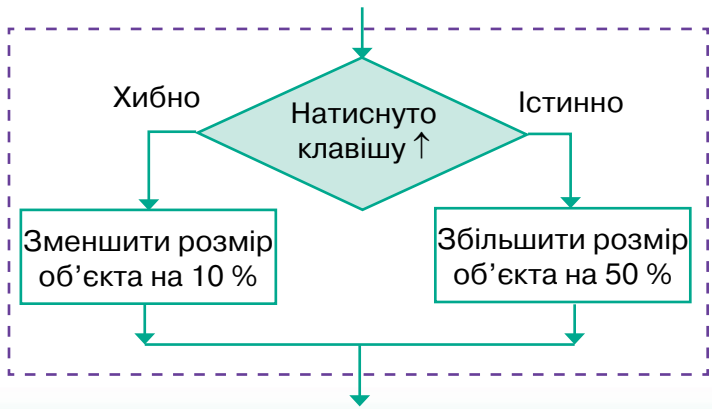 Хибно
Істинно
Натиснуто
клавішу ↑
Зменшити розмір
об’єкта на 10 %
Збільшити розмір
об’єкта на 50 %